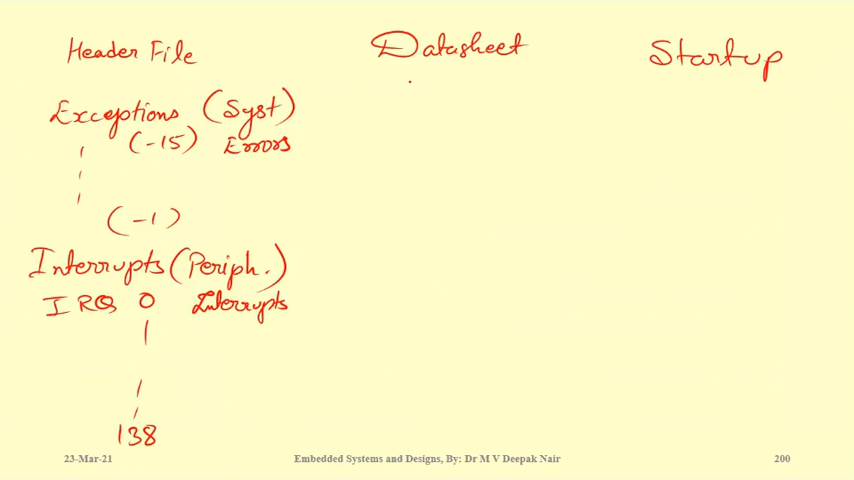 Header File
Datasheet
Startup
Exceptions (Syst)
(-15) Errors
(-1)
Interrupts (Periph.)
IRQ 0 Interrupts
1
138
23-Mar-21
Embedded Systems and Designs, By: Dr M V Deepak Nair
200